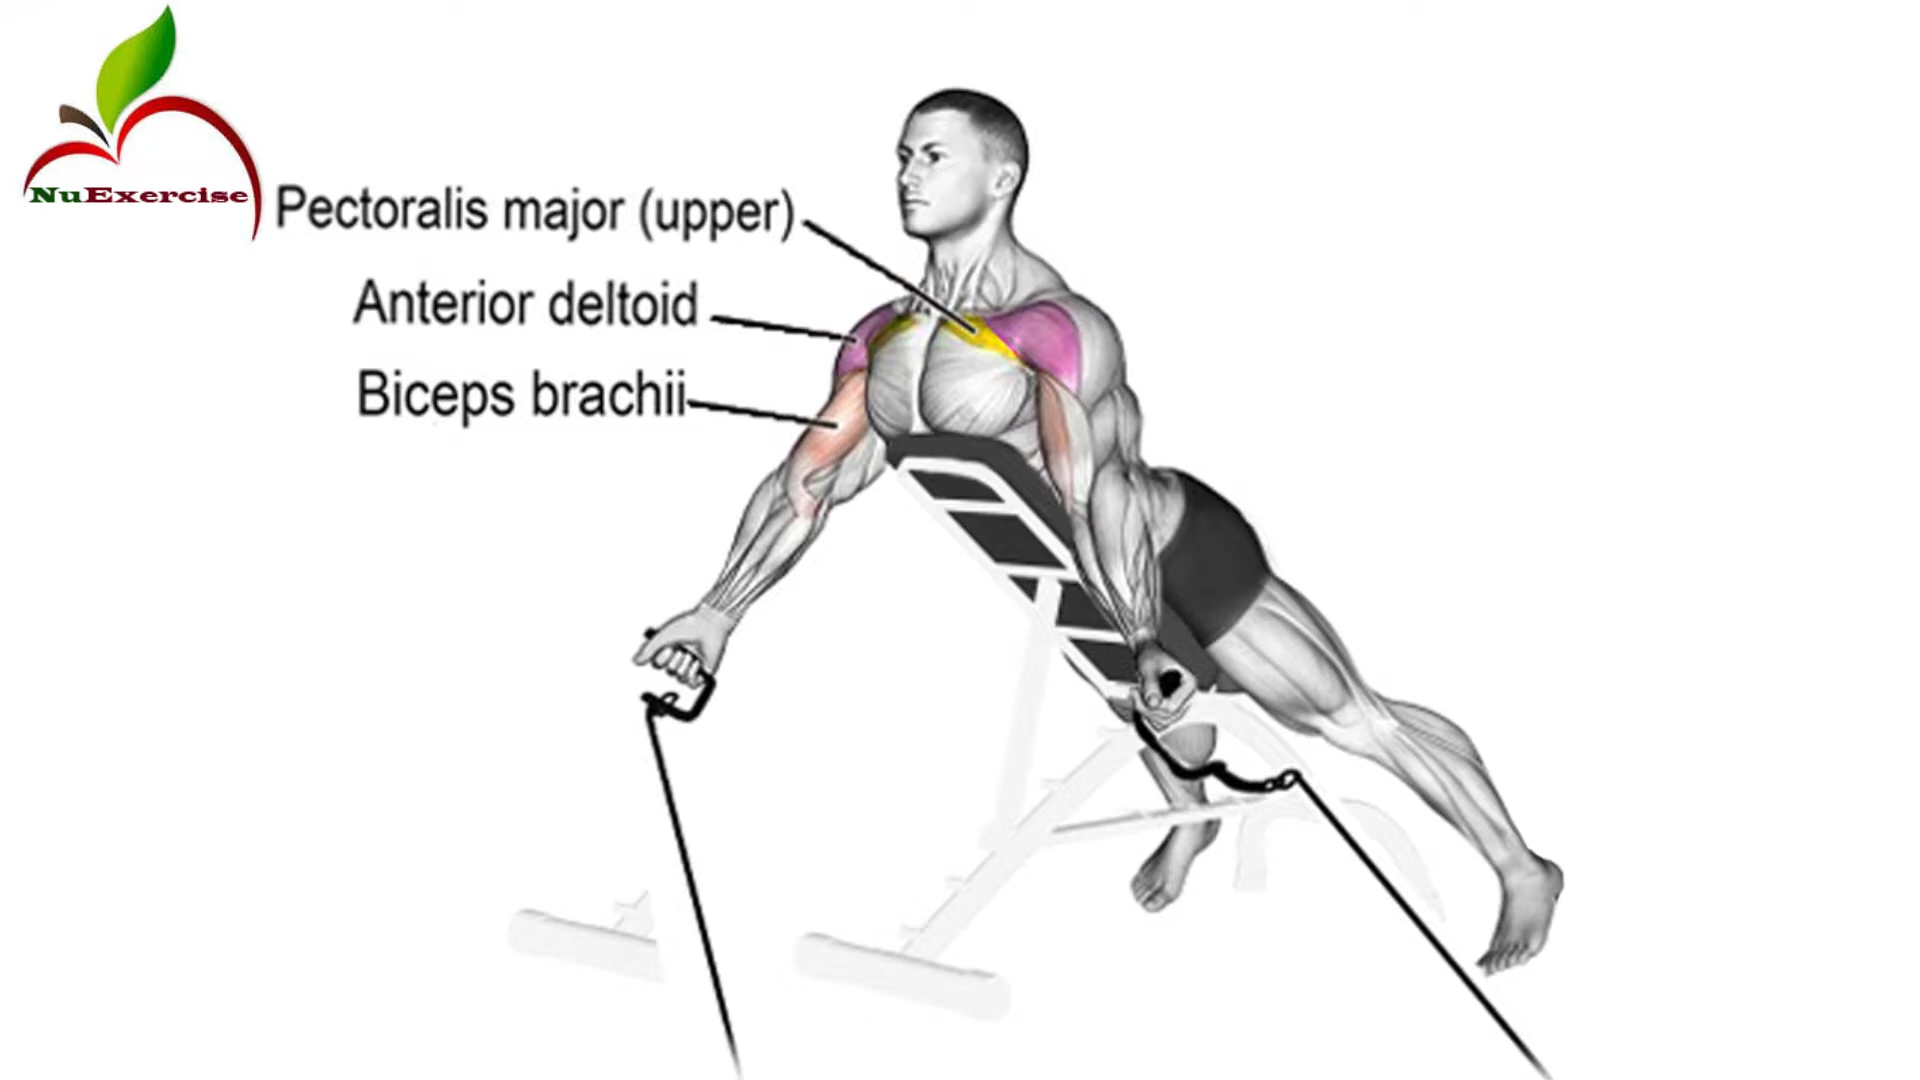 NuExercise
Pectoralis major (upper)
Anterior deltoid
Biceps brachii